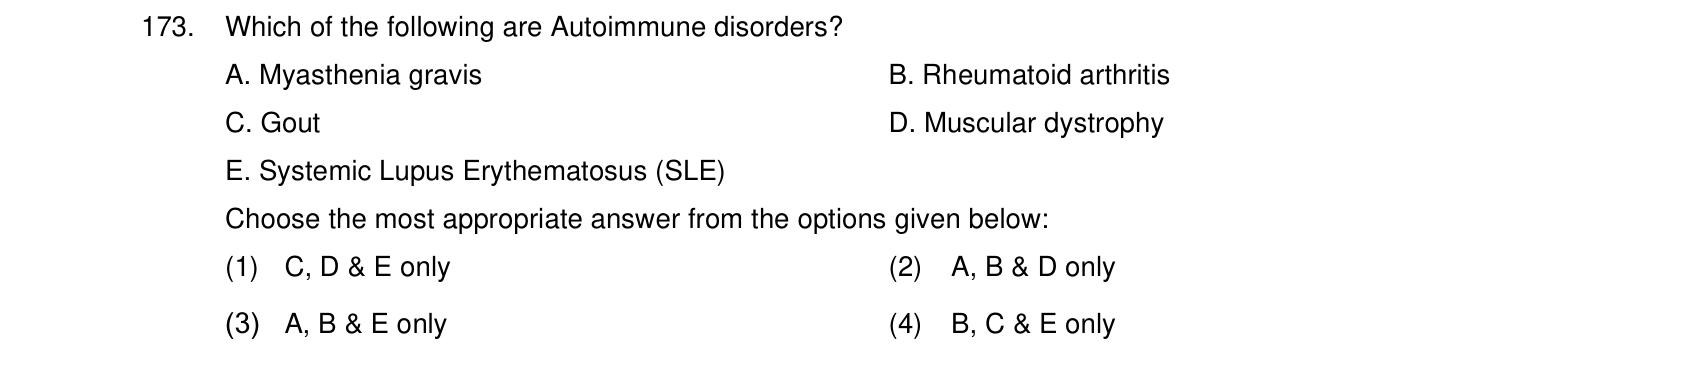 173. Which of the following are Autoimmune disorders?
A. Myasthenia gravis B. Rheumatoid arthritis
C. Gout D. Muscular dystrophy
E. Systemic Lupus Erythematosus (SLE)
Choose the most appropriate answer from the options given below:
(1) C, D & E only (2) A, B & D only
(3) A, B & E only (4) B, C & E only